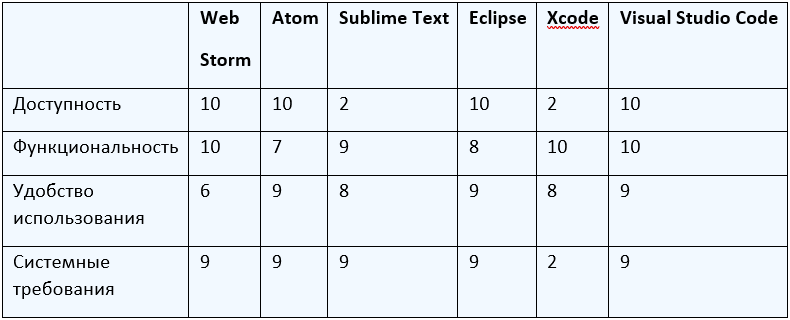 Web Storm Atom Sublime Text Eclipse Xcode Visual Studio Code
Доступность 10 10 2 10 2 10
Функциональность 10 7 9 8 10 10
Удобство использования 6 9 8 9 8 9
Системные требования 9 9 9 9 2 9